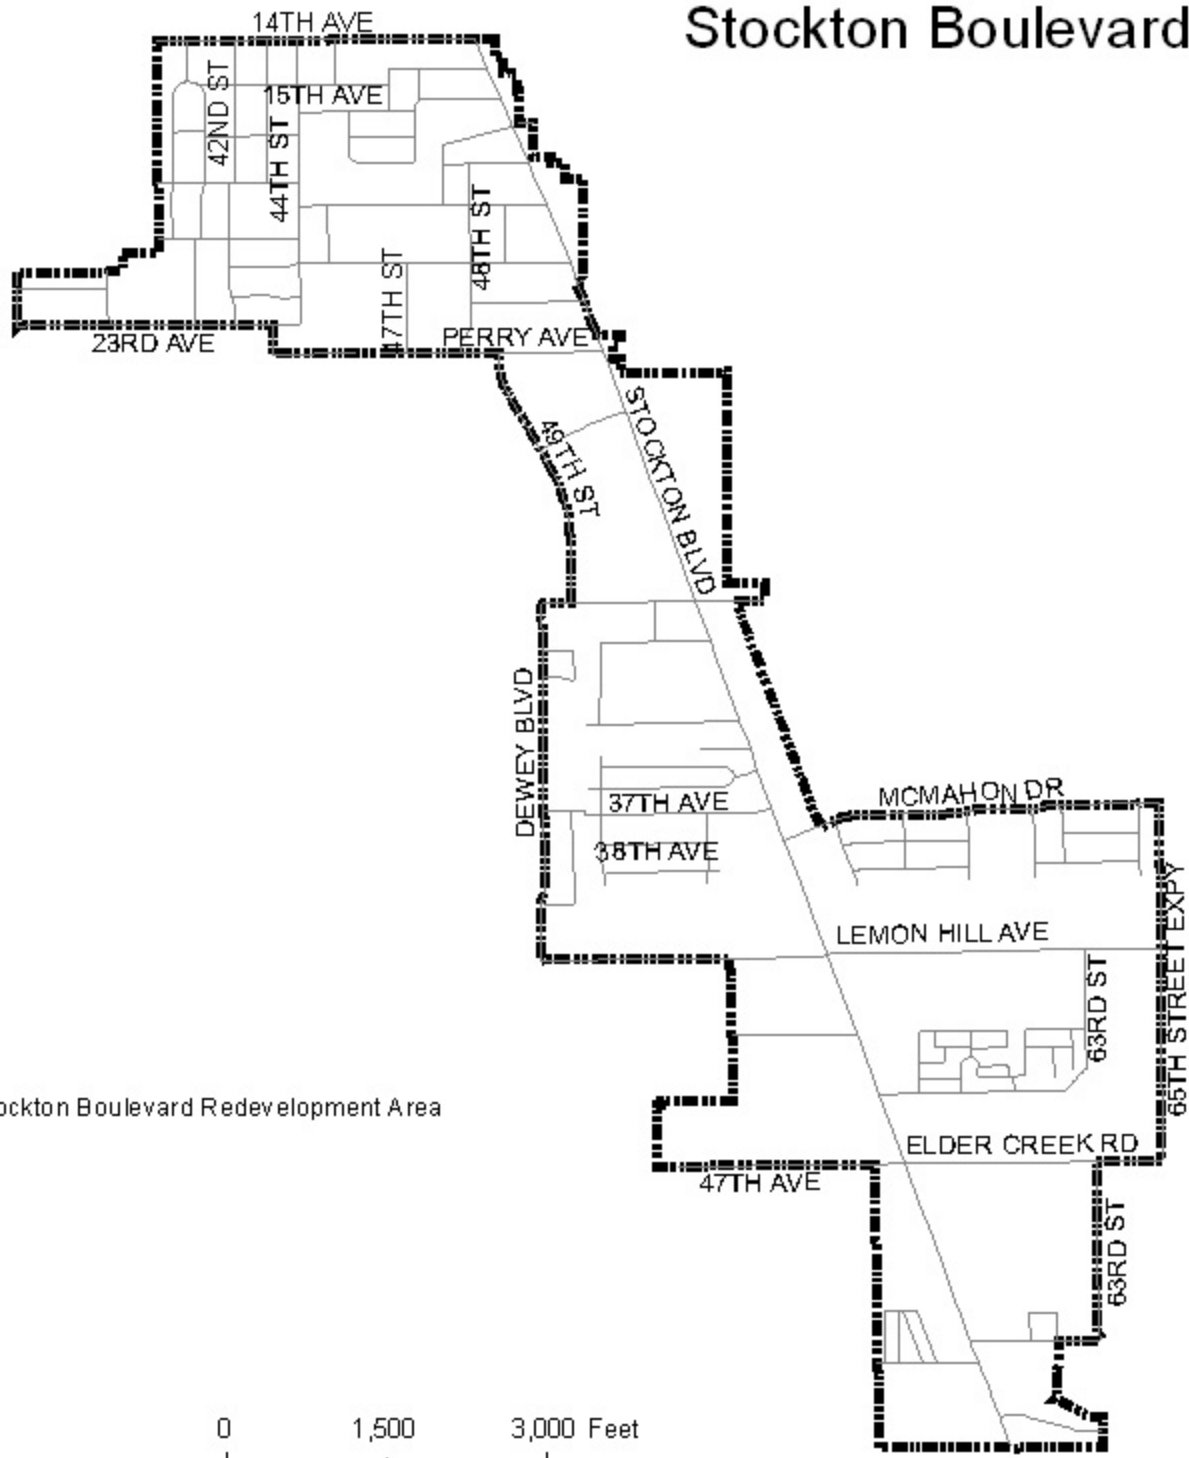 Stockton Boulevard
14TH AVE
15TH AVE
42ND ST
44TH ST
48TH ST
47TH ST
23RD AVE
PERRY AVE
49TH ST
STOCKTON BLVD
DEWEY BLVD
37TH AVE
38TH AVE
MCMAHON DR
LEMON HILL AVE
63RD ST
65TH STREET EXPY
ockton Boulevard Redevelopment Area
ELDER CREEK RD
47TH AVE
63RD ST
0 1,500 3,000 Feet